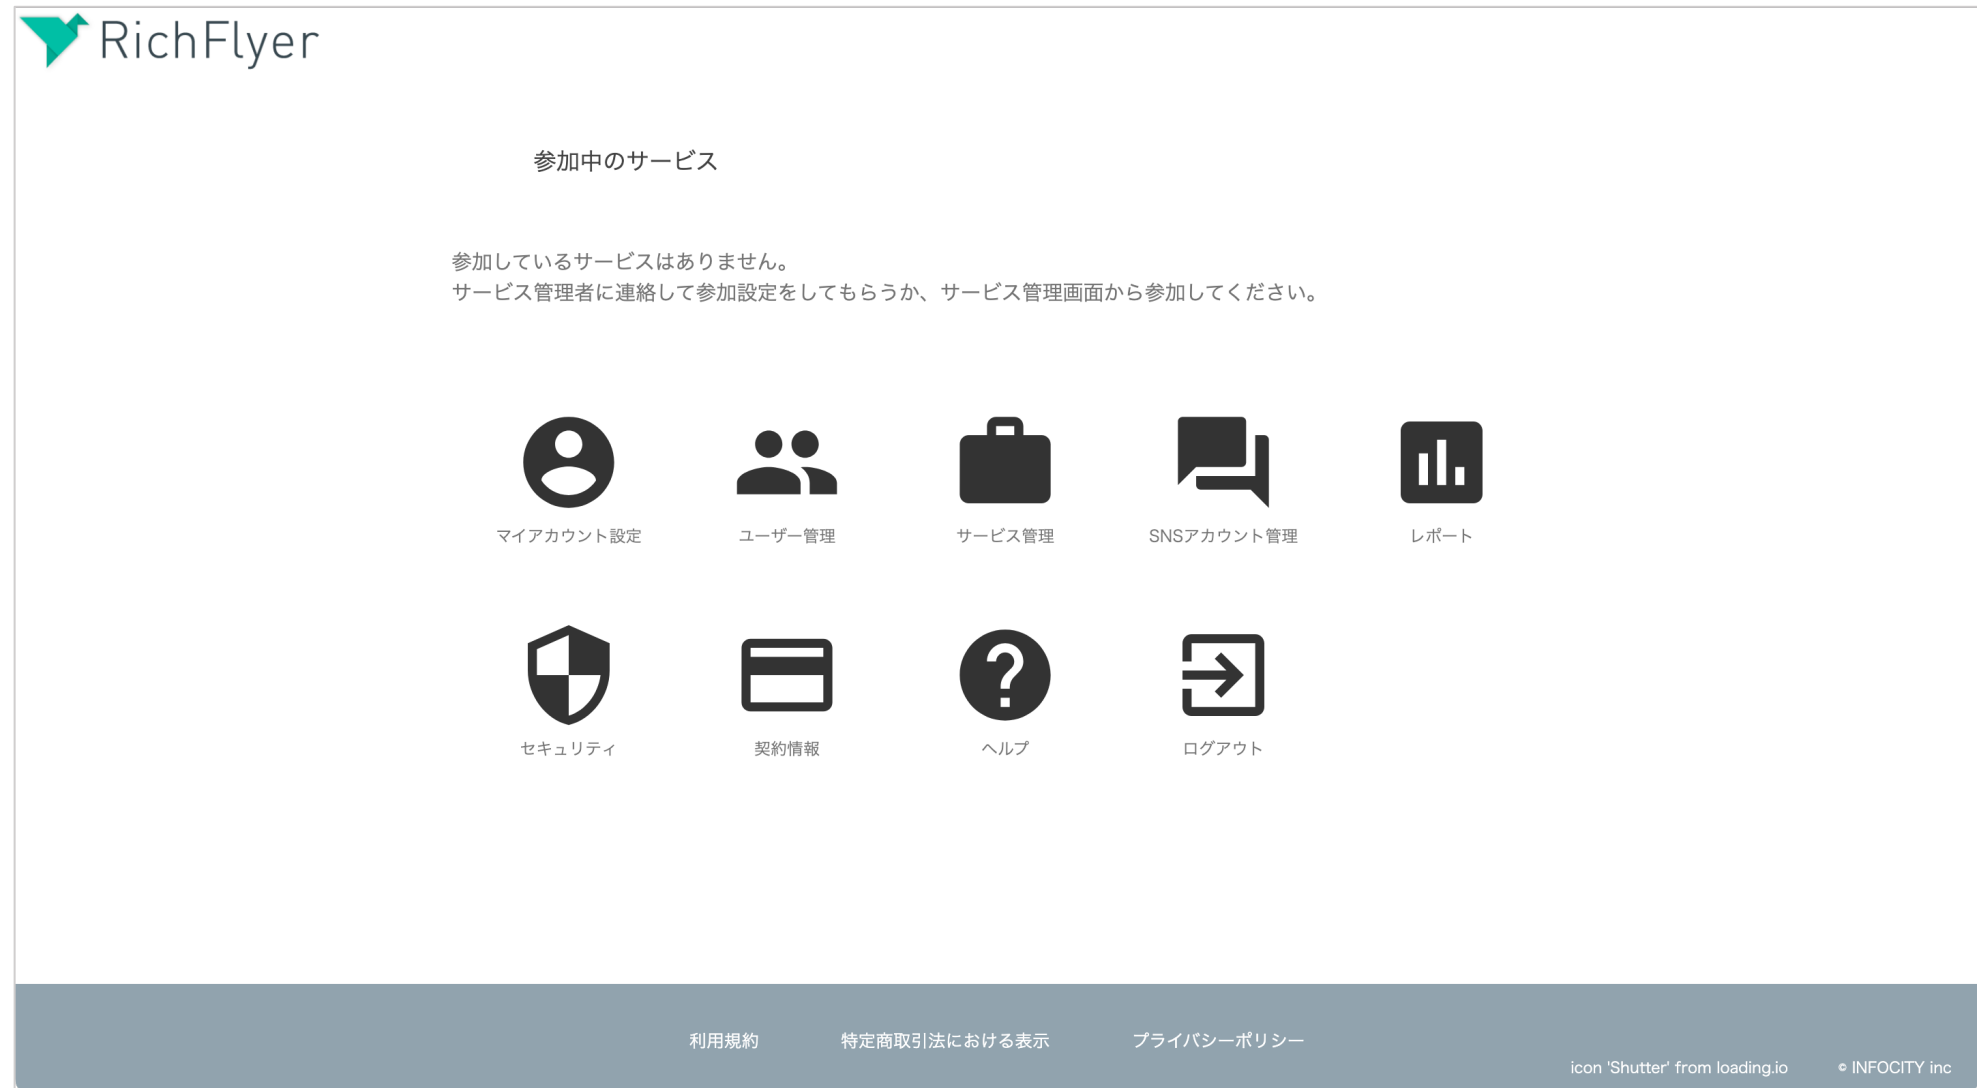 RichFlyer
参加中のサービス
参加しているサービスはありません。
サービス管理者に連絡して参加設定をしてもらうか、サービス管理画面から参加してください。
マイアカウント設定
ユーザー管理
サービス管理
SNSアカウント管理
レポート
セキュリティ
契約情報
ヘルプ
ログアウト
利用規約
特定商取引法における表示
プライバシーポリシー
icon 'Shutter' from loading.io
© INFOCITY inc